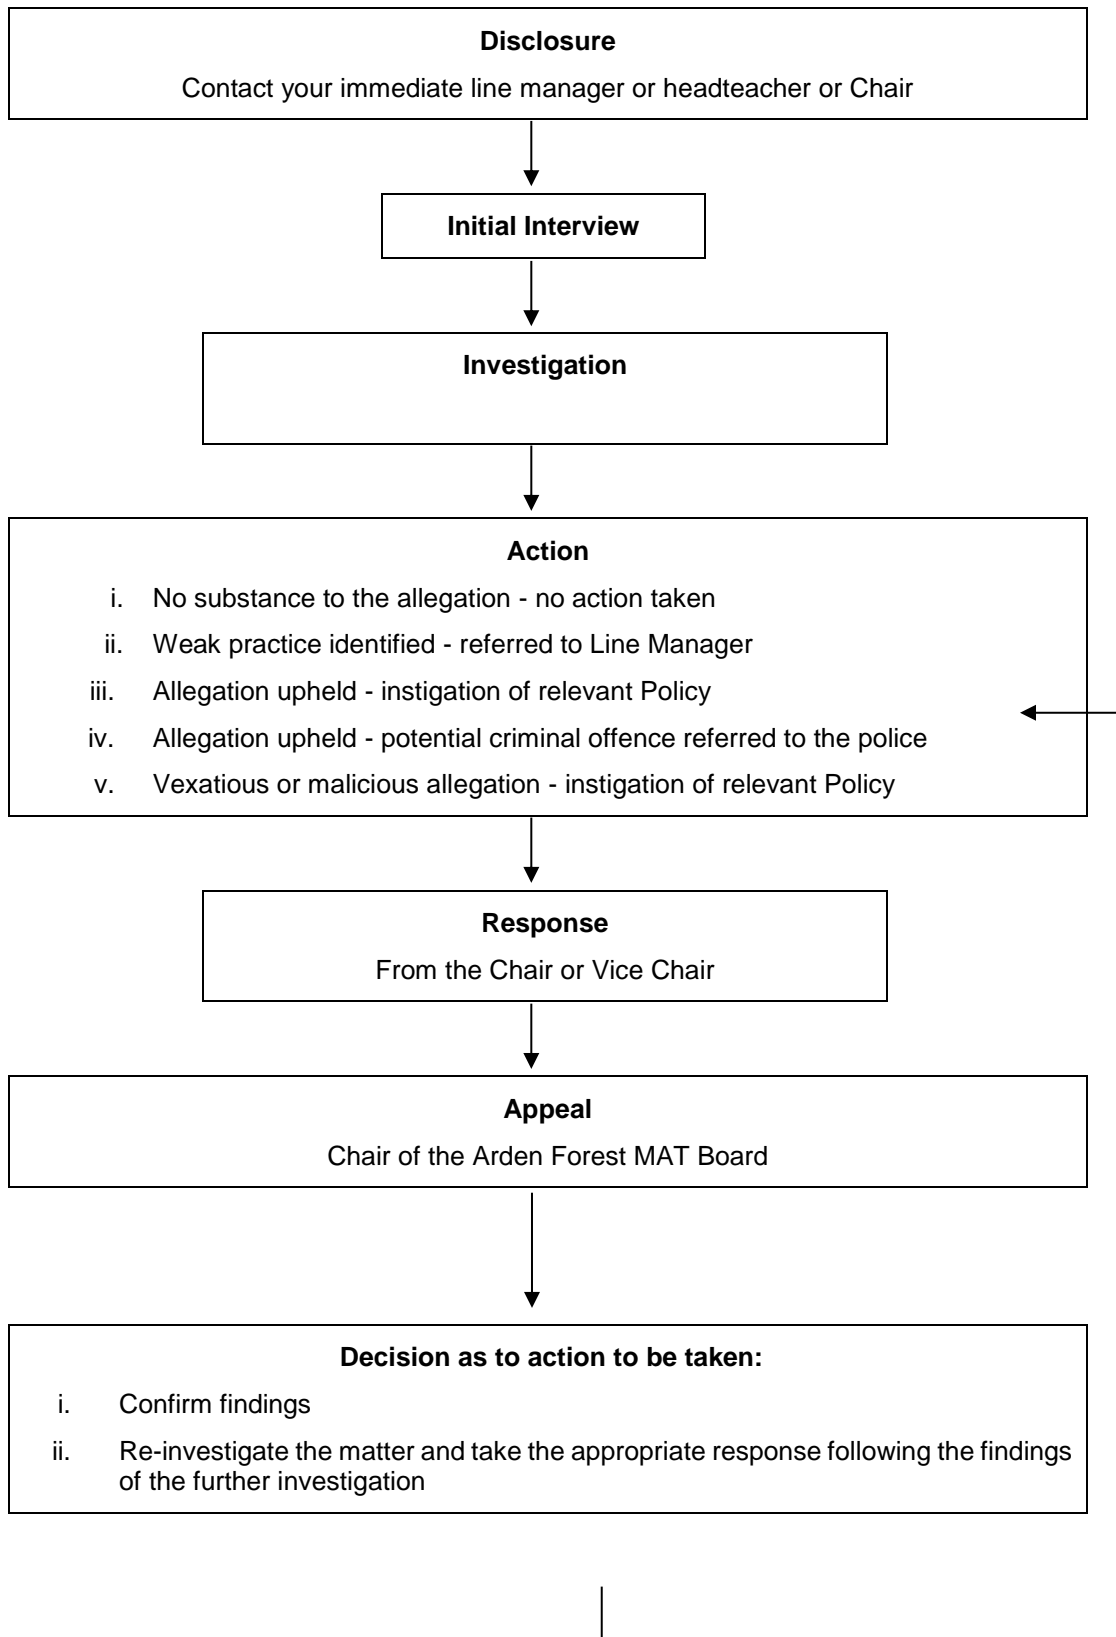 Disclosure
Contact your immediate line manager or headteacher or Chair
Initial Interview
Investigation
Action
i. No substance to the allegation - no action taken
ii. Weak practice identified - referred to Line Manager
iii. Allegation upheld - instigation of relevant Policy
iv. Allegation upheld - potential criminal offence referred to the police
v. Vexatious or malicious allegation - instigation of relevant Policy
Response
From the Chair or Vice Chair
Appeal
Chair of the Arden Forest MAT Board
Decision as to action to be taken:
i. Confirm findings
ii. Re-investigate the matter and take the appropriate response following the findings
of the further investigation